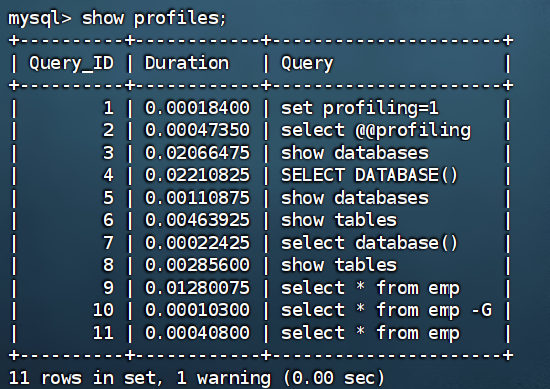 mysql> show profiles;
+----------+------------+----------------------+
| Query_ID | Duration   | Query                |
+----------+------------+----------------------+
|        1 | 0.00018400 | set profiling=1      |
|        2 | 0.00047350 | select @@profiling   |
|        3 | 0.02066475 | show databases       |
|        4 | 0.02210825 | SELECT DATABASE()    |
|        5 | 0.00110875 | show databases       |
|        6 | 0.00463925 | show tables          |
|        7 | 0.00022425 | select database()    |
|        8 | 0.00285600 | show tables          |
|        9 | 0.01280075 | select * from emp    |
|       10 | 0.00010300 | select * from emp -G |
|       11 | 0.00040800 | select * from emp    |
+----------+------------+----------------------+
11 rows in set, 1 warning (0.00 sec)